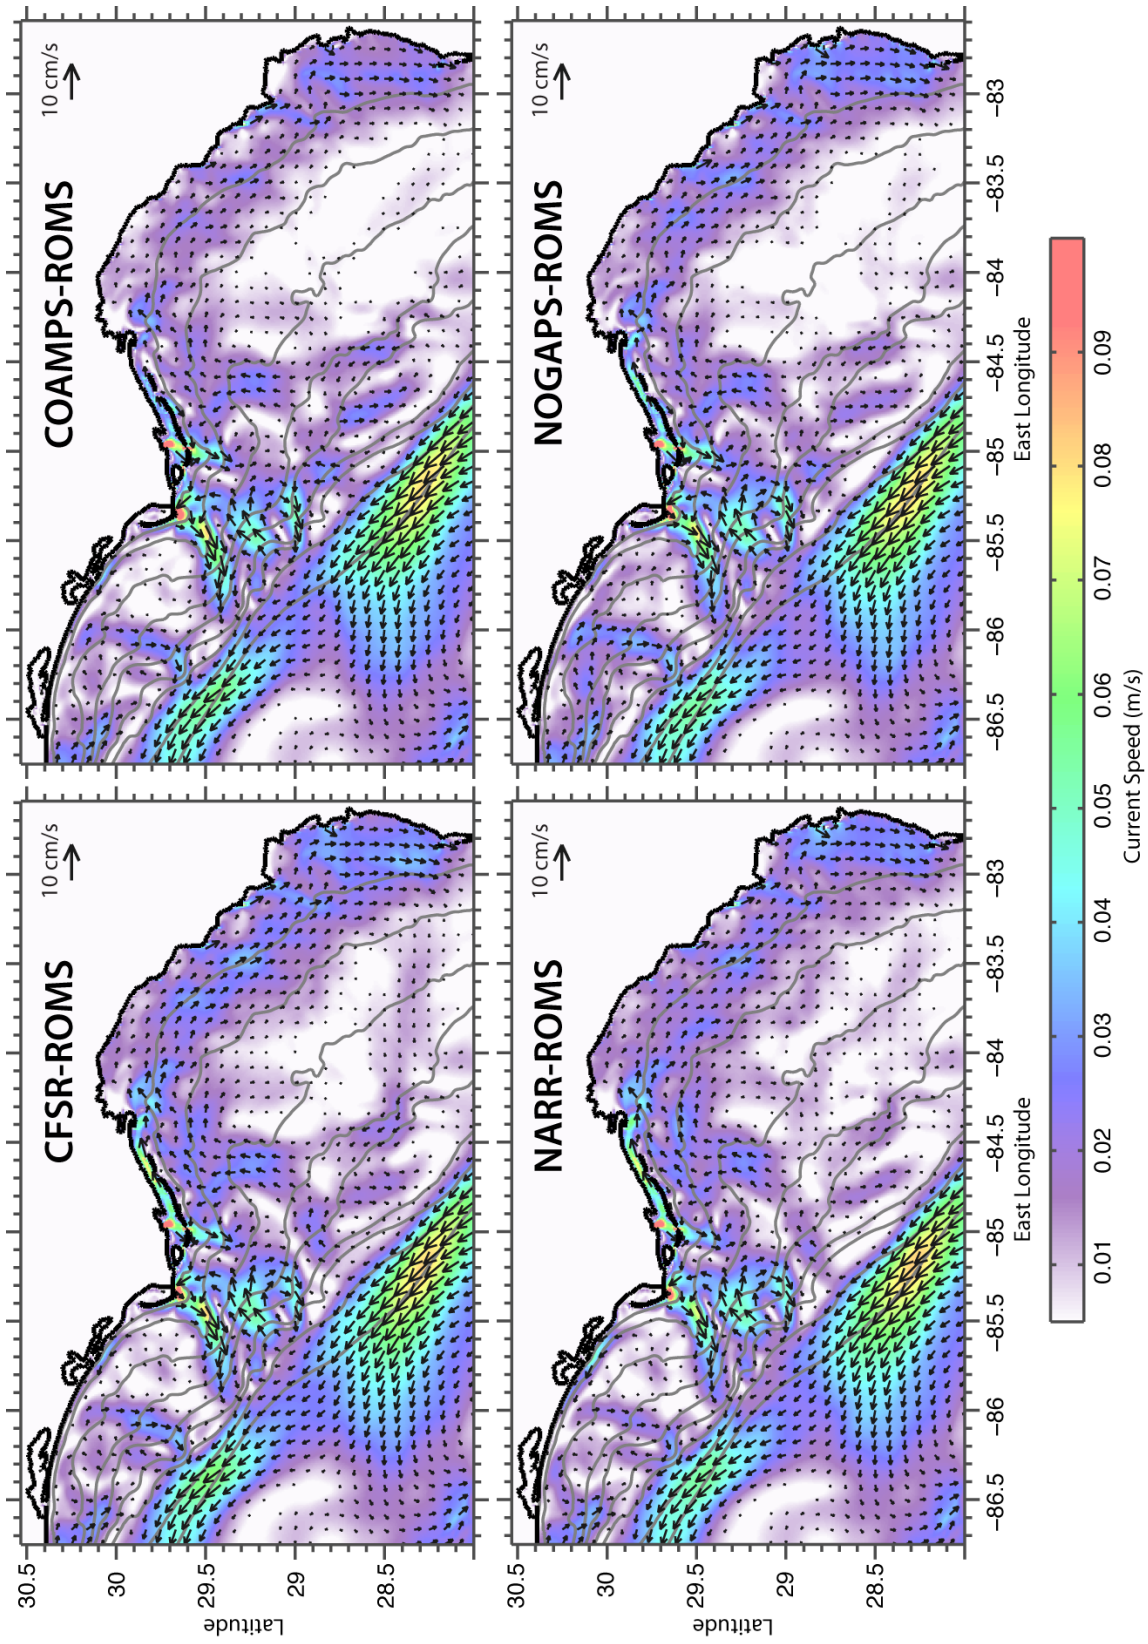 CFSR-ROMS
10 cm/s
COAMPS-ROMS
10 cm/s
30.5
30
29.5
29
28.5
Latitude
NARR-ROMS
10 cm/s
NOGAPS-ROMS
10 cm/s
30.5
30
29.5
29
28.5
Latitude
−86.5
−86
−85.5
−85
−84.5
−84
−83.5
−83
East Longitude
−86.5
−86
−85.5
−85
−84.5
−84
−83.5
−83
East Longitude
0.01
0.02
0.03
0.04
0.05
0.06
0.07
0.08
0.09
Current Speed (m/s)